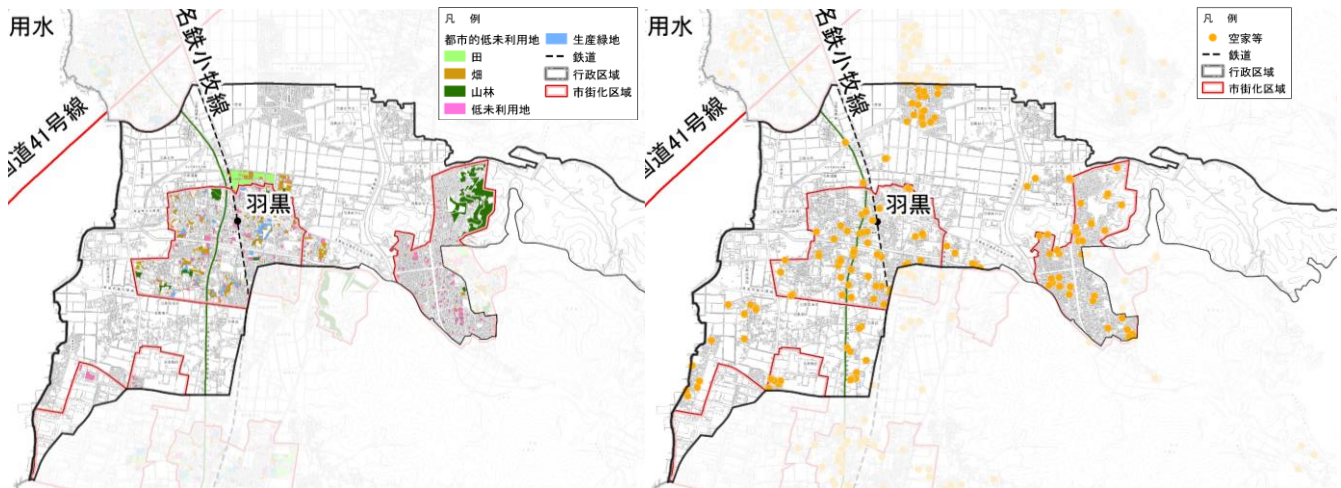 用水
名鉄小牧線
国道41号線
羽黒
凡 例
都市的低未利用地
田
畑
山林
低未利用地
生産緑地
鉄道
行政区域
市街化区域
用水
名鉄小牧線
国道41号線
羽黒
凡 例
空家等
鉄道
行政区域
市街化区域